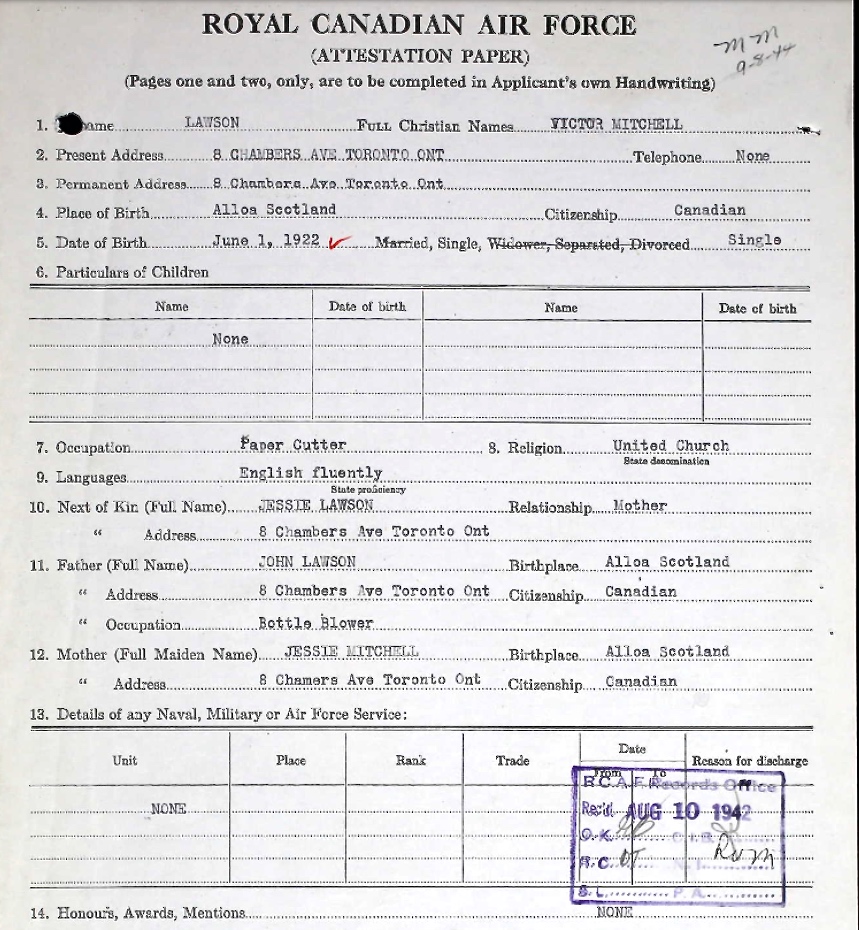 ROYAL CANADIAN AIR FORCE
(ATTESTATION PAPER)
(Pages one and two, only, are to be completed in Applicant's own Handwriting)
M M
9-8-44
1. name LAWSON FULL Christian Names VICTOR MITCHELL
2. Present Address 8 CHAMBERS AVE TORONTO ONT Telephone None
3. Permanent Address 8 Chambers Ave Toronto Ont
4. Place of Birth Alloa Scotland Citizenship Canadian
5. Date of Birth June 1, 1922 ✓ Married, Single, Widower, Separated, Divorced Single
6. Particulars of Children
Name Date of birth Name Date of birth
None
7. Occupation Paper Cutter 8. Religion United Church
State denomination
9. Languages English fluently
State proficiency
10. Next of Kin (Full Name) JESSIE LAWSON Relationship Mother
" Address 8 Chambers Ave Toronto Ont
11. Father (Full Name) JOHN LAWSON Birthplace Alloa Scotland
" Address 8 Chambers Ave Toronto Ont Citizenship Canadian
" Occupation Bottle Blower
12. Mother (Full Maiden Name) JESSIE MITCHELL Birthplace Alloa Scotland
" Address 8 Chamers Ave Toronto Ont Citizenship Canadian
13. Details of any Naval, Military or Air Force Service:
Unit Place Rank Trade Date Reason for discharge
From To
R.C.A.F. Records Office
NONE
Rec'd. AUG 10 1942
O.K.
R.C.
S.L. P.A.
14. Honours, Awards, Mentions NONE